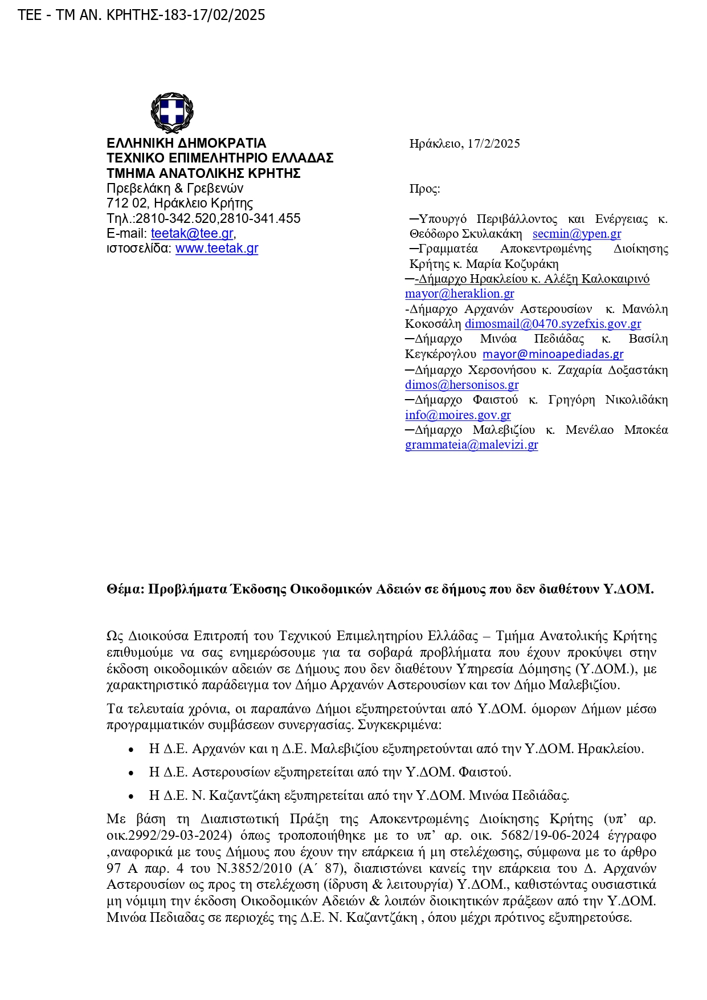 ΤΕΕ - ΤΜ ΑΝ. ΚΡΗΤΗΣ-183-17/02/2025
ΕΛΛΗΝΙΚΗ ΔΗΜΟΚΡΑΤΙΑ
ΤΕΧΝΙΚΟ ΕΠΙΜΕΛΗΤΗΡΙΟ ΕΛΛΑΔΑΣ
ΤΜΗΜΑ ΑΝΑΤΟΛΙΚΗΣ ΚΡΗΤΗΣ
Πρεβελάκη & Γρεβενών
712 02, Ηράκλειο Κρήτης
Τηλ.:2810-342.520,2810-341.455
E-mail: teetak@tee.gr,
ιστοσελίδα: www.teetak.gr
Ηράκλειο, 17/2/2025
Προς:
─Υπουργό Περιβάλλοντος και Ενέργειας κ.
Θεόδωρο Σκυλακάκη secmin@ypen.gr
─Γραμματέα Αποκεντρωμένης Διοίκησης
Κρήτης κ. Μαρία Κοζυράκη
─-Δήμαρχο Ηρακλείου κ. Αλέξη Καλοκαιρινό
mayor@heraklion.gr
-Δήμαρχο Αρχανών Αστερουσίων κ. Μανώλη
Κοκοσάλη dimosmail@0470.syzefxis.gov.gr
─Δήμαρχο Μινώα Πεδιάδας κ. Βασίλη
Κεγκέρογλου mayor@minoapediadas.gr
─Δήμαρχο Χερσονήσου κ. Ζαχαρία Δοξαστάκη
dimos@hersonisos.gr
─Δήμαρχο Φαιστού κ. Γρηγόρη Νικολιδάκη
info@moires.gov.gr
─Δήμαρχο Μαλεβιζίου κ. Μενέλαο Μποκέα
grammateia@malevizi.gr
Θέμα: Προβλήματα Έκδοσης Οικοδομικών Αδειών σε δήμους που δεν διαθέτουν Υ.ΔΟΜ.
Ως Διοικούσα Επιτροπή του Τεχνικού Επιμελητηρίου Ελλάδας – Τμήμα Ανατολικής Κρήτης
επιθυμούμε να σας ενημερώσουμε για τα σοβαρά προβλήματα που έχουν προκύψει στην
έκδοση οικοδομικών αδειών σε Δήμους που δεν διαθέτουν Υπηρεσία Δόμησης (Υ.ΔΟΜ.), με
χαρακτηριστικό παράδειγμα τον Δήμο Αρχανών Αστερουσίων και τον Δήμο Μαλεβιζίου.
Τα τελευταία χρόνια, οι παραπάνω Δήμοι εξυπηρετούνται από Υ.ΔΟΜ. όμορων Δήμων μέσω
προγραμματικών συμβάσεων συνεργασίας. Συγκεκριμένα:
• Η Δ.Ε. Αρχανών και η Δ.Ε. Μαλεβιζίου εξυπηρετούνται από την Υ.ΔΟΜ. Ηρακλείου.
• Η Δ.Ε. Αστερουσίων εξυπηρετείται από την Υ.ΔΟΜ. Φαιστού.
• Η Δ.Ε. Ν. Καζαντζάκη εξυπηρετείται από την Υ.ΔΟΜ. Μινώα Πεδιάδας.
Με βάση τη Διαπιστωτική Πράξη της Αποκεντρωμένης Διοίκησης Κρήτης (υπ’ αρ.
οικ.2992/29-03-2024) όπως τροποποιήθηκε με το υπ’ αρ. οικ. 5682/19-06-2024 έγγραφο
,αναφορικά με τους Δήμους που έχουν την επάρκεια ή μη στελέχωσης, σύμφωνα με το άρθρο
97 Α παρ. 4 του Ν.3852/2010 (Α΄ 87), διαπιστώνει κανείς την επάρκεια του Δ. Αρχανών
Αστερουσίων ως προς τη στελέχωση (ίδρυση & λειτουργία) Υ.ΔΟΜ., καθιστώντας ουσιαστικά
μη νόμιμη την έκδοση Οικοδομικών Αδειών & λοιπών διοικητικών πράξεων από την Υ.ΔΟΜ.
Μινώα Πεδιαδας σε περιοχές της Δ.Ε. Ν. Καζαντζάκη , όπου μέχρι πρότινος εξυπηρετούσε.